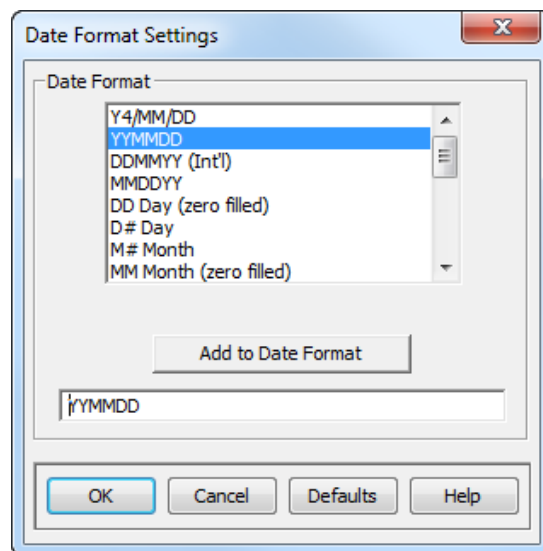 Date Format Settings
Date Format
Y4/MM/DD
YYMMDD
DDMMYY (Int'l)
MMDDYY
DD Day (zero filled)
D# Day
M# Month
MM Month (zero filled)
Add to Date Format
YYMMDD
OK Cancel Defaults Help